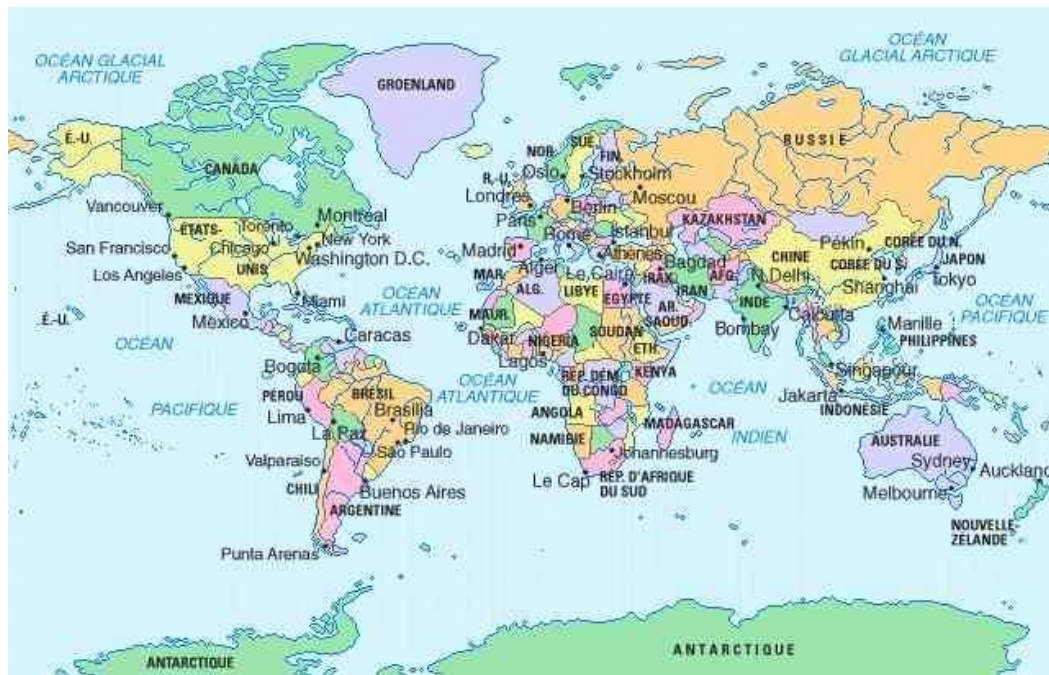 OCÉAN GLACIAL
ARCTIQUE
OCÉAN
GLACIAL ARCTIQUE
GROENLAND
É.-U.
CANADA
RUSSIE
NOR.
SUÉ.
FIN.
R.-U.
Oslo
Stockholm
Londres
Moscou
Berlin
Paris
Vancouver
Montréal
Toronto
ÉTATS-
UNIS
Chicago
New York
San Francisco
Washington D.C.
Los Angeles
Miami
MEXIQUE
Mexico
É.-U.
Rome
Istanbul
Madrid
Athènes
Alger
Le Caire
Bagdad
KAZAKHSTAN
Pékin
CORÉE DU N.
CHINE
CORÉE DU S.
JAPON
Tokyo
Shanghai
MAR.
ALG.
LIBYE
ÉGYPTE
IRAK
IRAN
AFG.
N.Delhi
INDE
Calcutta
Bombay
AR.
SAOUD.
OCÉAN
ATLANTIQUE
OCÉAN
PACIFIQUE
MAUR.
Dakar
NIGERIA
Lagos
SOUDAN
ETH.
KENYA
Manille
PHILIPPINES
OCÉAN
PACIFIQUE
Caracas
Bogota
OCÉAN
ATLANTIQUE
RÉP. DÉM.
DU CONGO
OCÉAN
INDIEN
Singapour
Jakarta
INDONÉSIE
PÉROU
BRÉSIL
Lima
Brasilia
La Paz
Rio de Janeiro
Sao Paulo
ANGOLA
MADAGASCAR
NAMIBIE
Johannesburg
AUSTRALIE
Valparaiso
CHILI
Buenos Aires
ARGENTINE
Le Cap
RÉP. D'AFRIQUE
DU SUD
Sydney
Auckland
Melbourne
NOUVELLE-
ZÉLANDE
Punta Arenas
ANTARCTIQUE
ANTARCTIQUE